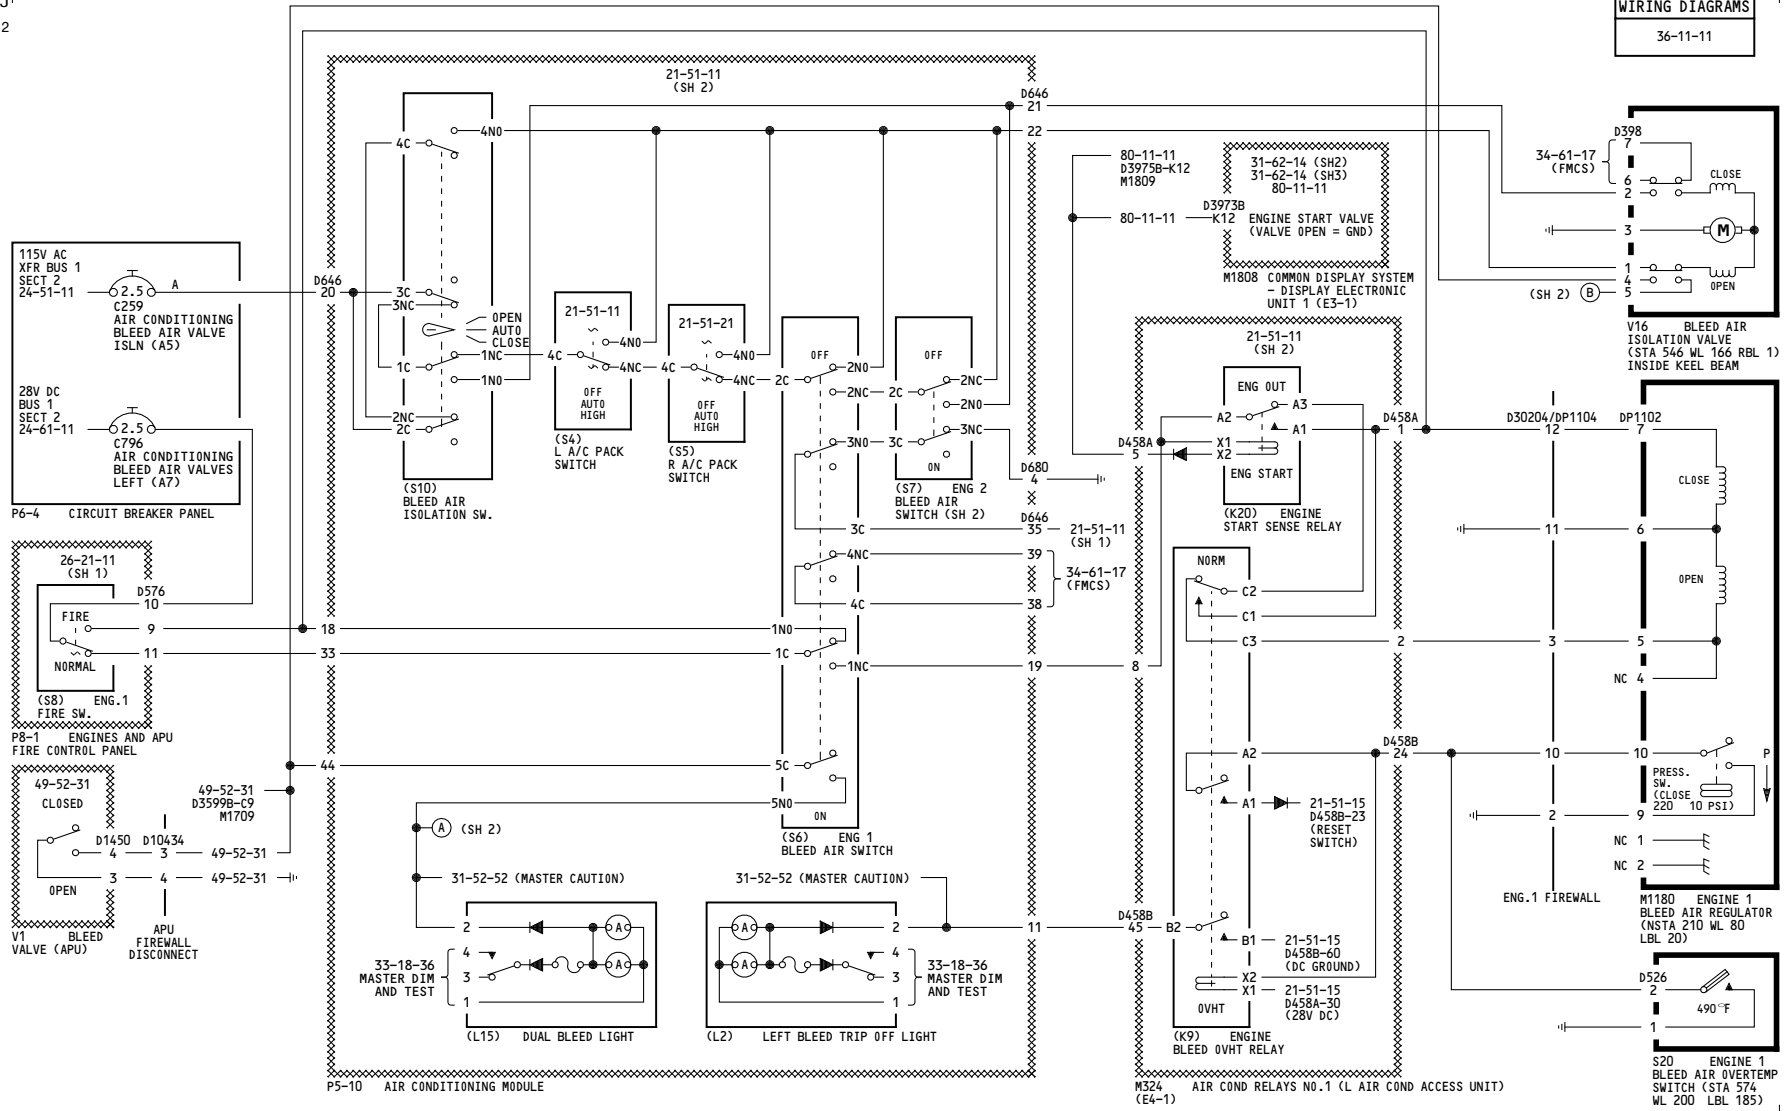 J
2
WIRING DIAGRAMS
36-11-11
115V AC
XFR BUS 1
SECT 2
24-51-11
2.5
A
C259
AIR CONDITIONING
BLEED AIR VALVE
ISLN (A5)
28V DC
BUS 1
SECT 2
24-61-11
2.5
C796
AIR CONDITIONING
BLEED AIR VALVES
LEFT (A7)
P6-4 CIRCUIT BREAKER PANEL
26-21-11
(SH 1)
D576
10
FIRE
9
11
NORMAL
(S8) ENG.1
FIRE SW.
P8-1 ENGINES AND APU
FIRE CONTROL PANEL
49-52-31
CLOSED
D1450 D10434
4 3 49-52-31
3 4 49-52-31
OPEN
V1 BLEED
VALVE (APU)
APU
FIREWALL
DISCONNECT
49-52-31
D3599B-C9
M1709
21-51-11
(SH 2)
D646
20
18
33
44
4C
4NO
3C
3NC
OPEN
AUTO
CLOSE
1NC
1C
1NO
2NC
2C
(S10)
BLEED AIR
ISOLATION SW.
21-51-11
4NO
4C
4NC
OFF
AUTO
HIGH
(S4)
L A/C PACK
SWITCH
21-51-21
4NO
4C
4NC
OFF
AUTO
HIGH
(S5)
R A/C PACK
SWITCH
OFF
2NO
2C
2NC
3NO
3C
4NC
4C
1NO
1C
1NC
5C
5NO
ON
(S6) ENG 1
BLEED AIR SWITCH
OFF
2NC
2C
2NO
3NC
3C
ON
(S7) ENG 2
BLEED AIR
SWITCH (SH 2)
D646
21
22
D680
4
D646
35 21-51-11
(SH 1)
39
34-61-17
(FMCS)
38
19
11
A (SH 2)
31-52-52 (MASTER CAUTION)
31-52-52 (MASTER CAUTION)
2
A
4
3
A
1
33-18-36
MASTER DIM
AND TEST
(L15) DUAL BLEED LIGHT
A
2
4
A
3
1
33-18-36
MASTER DIM
AND TEST
(L2) LEFT BLEED TRIP OFF LIGHT
P5-10 AIR CONDITIONING MODULE
80-11-11
D3975B-K12
M1809
80-11-11
D3973B
K12
31-62-14 (SH2)
31-62-14 (SH3)
80-11-11
ENGINE START VALVE
(VALVE OPEN = GND)
M1808 COMMON DISPLAY SYSTEM
- DISPLAY ELECTRONIC
UNIT 1 (E3-1)
21-51-11
(SH 2)
D458A
5
8
ENG OUT
A2
A3
A1
X1
X2
ENG START
(K20) ENGINE
START SENSE RELAY
D458A
1
2
NORM
C2
C1
C3
A2
A1
21-51-15
D458B-23
(RESET
SWITCH)
D458B
24
D458B
45
B2
B1
21-51-15
D458B-60
(DC GROUND)
X2
X1
21-51-15
D458A-30
(28V DC)
OVHT
(K9) ENGINE
BLEED OVHT RELAY
M324 AIR COND RELAYS NO.1 (L AIR COND ACCESS UNIT)
(E4-1)
D398
34-61-17
(FMCS)
7
6
2
CLOSE
3
M
1
4
5
(SH 2) B
OPEN
V16 BLEED AIR
ISOLATION VALVE
(STA 546 WL 166 RBL 1)
INSIDE KEEL BEAM
D30204/DP1104 DP1102
12 7
CLOSE
11 6
OPEN
3 5
NC 4
10 10
PRESS.
SW.
(CLOSE
220 10 PSI)
P
2 9
NC 1
NC 2
ENG.1 FIREWALL
M1180 ENGINE 1
BLEED AIR REGULATOR
(NSTA 210 WL 80
LBL 20)
D526
2
490°F
1
S20 ENGINE 1
BLEED AIR OVERTEMP
SWITCH (STA 574
WL 200 LBL 185)